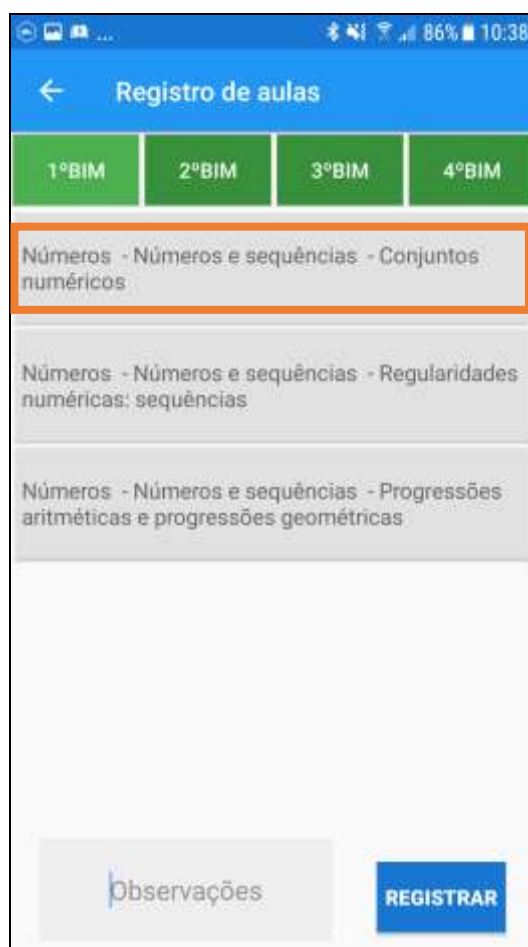 ... 86% 10:38
Registro de aulas
1ºBIM 2ºBIM 3ºBIM 4ºBIM
Números - Números e sequências - Conjuntos
numéricos
Números - Números e sequências - Regularidades
numéricas: sequências
Números - Números e sequências - Progressões
aritméticas e progressões geométricas
Observações REGISTRAR